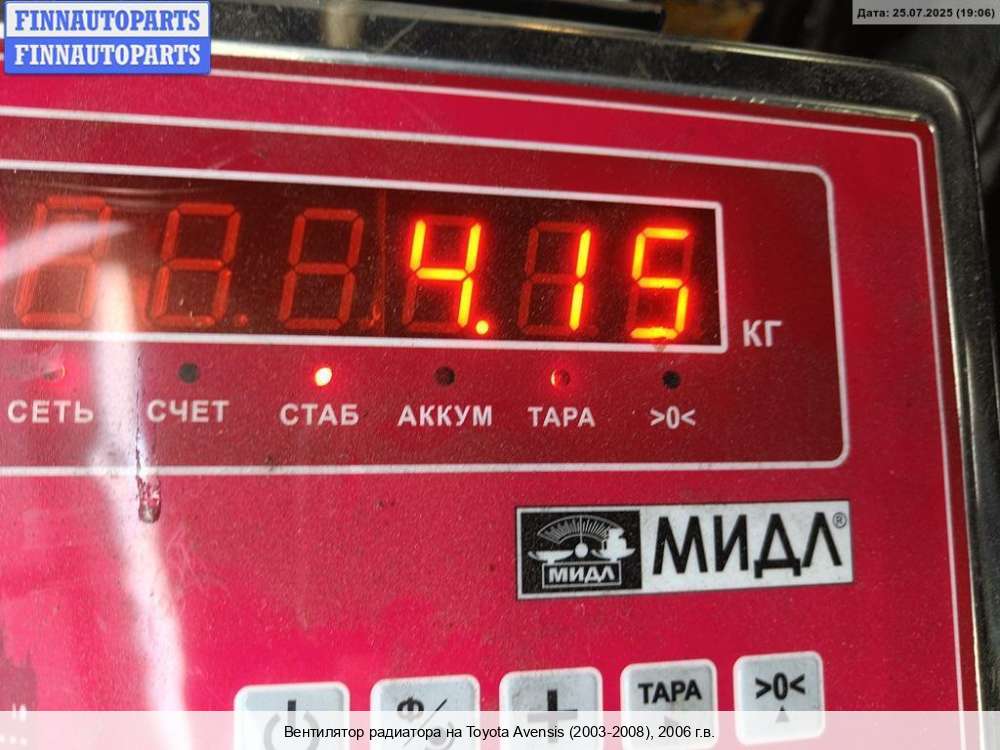 FINNAUTOPARTS
FINNAUTOPARTS
Дата: 25.07.2025 (19:06)
4.15
КГ
СЕТЬ СЧЕТ СТАБ АККУМ ТАРА >0<
МИДЛ МИДЛ®
Ф/ + ТАРА >0<
Вентилятор радиатора на Toyota Avensis (2003-2008), 2006 г.в.